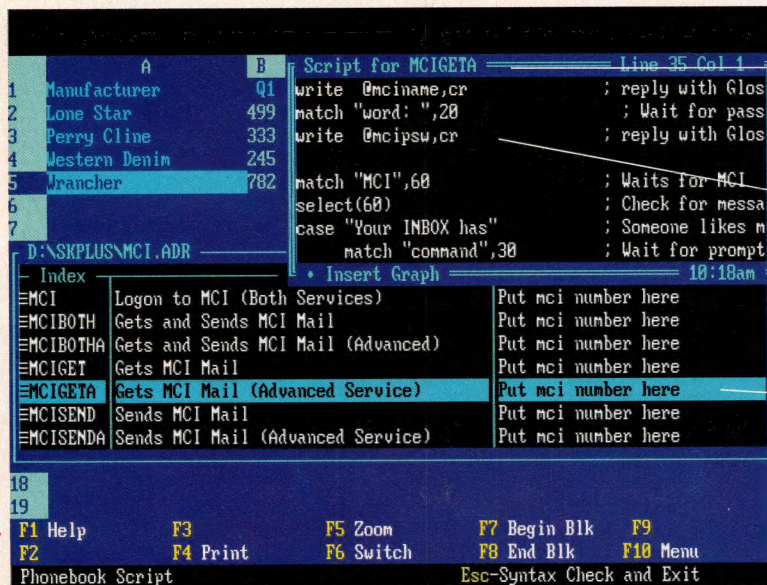 A B
1 Manufacturer Q1
2 Lone Star 499
3 Perry Cline 333
4 Western Denim 245
5 Wrancher 782
6
7
Script for MCIGETA Line 35 Col 1
write @mciname,cr ; reply with Glos
match "word: ",20 ; Wait for pass
write @mcipsw,cr ; reply with Glos
match "MCI",60 ; Waits for MCI
select(60) ; Check for messa
case "Your INBOX has" ; Someone likes m
match "command",30 ; Wait for prompt
• Insert Graph 10:18am
D:\SKPLUS\MCI.ADR
Index
≡MCI Logon to MCI (Both Services) Put mci number here
≡MCIBOTH Gets and Sends MCI Mail Put mci number here
≡MCIBOTHA Gets and Sends MCI Mail (Advanced) Put mci number here
≡MCIGET Gets MCI Mail Put mci number here
≡MCIGETA Gets MCI Mail (Advanced Service) Put mci number here
≡MCISEND Sends MCI Mail Put mci number here
≡MCISENDA Sends MCI Mail (Advanced Service) Put mci number here
18
19
F1 Help F3 F5 Zoom F7 Begin Blk F9
F2 F4 Print F6 Switch F8 End Blk F10 Menu
Phonebook Script Esc-Syntax Check and Exit